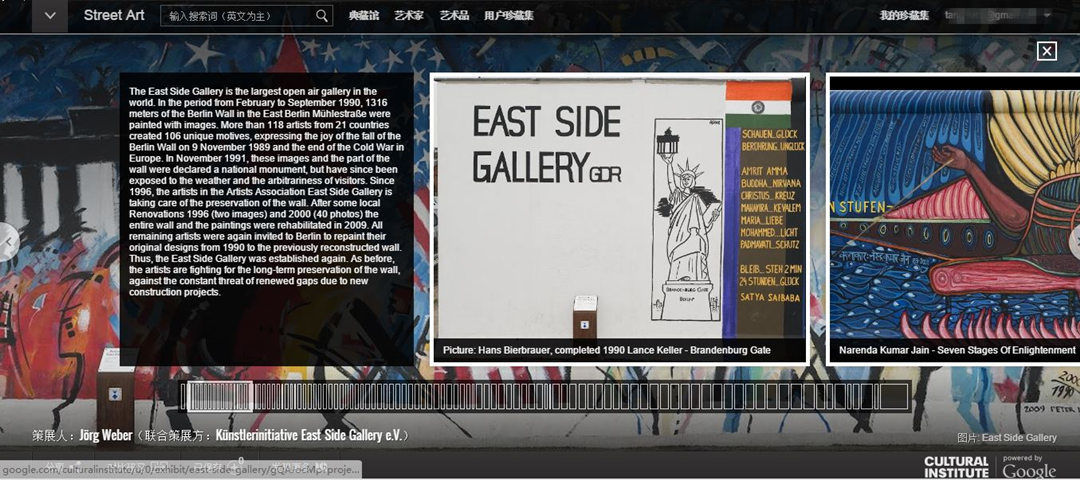 Street Art
输入搜索词（英文为主）
典藏馆 艺术家 艺术品 用户珍藏集
我的珍藏集
The East Side Gallery is the largest open air gallery in the
world. In the period from February to September 1990, 1316
meters of the Berlin Wall in the East Berlin Mühlestraße were
painted with images. More than 118 artists from 21 countries
created 106 unique motives, expressing the joy of the fall of the
Berlin Wall on 9 November 1989 and the end of the Cold War in
Europe. In November 1991, these images and the part of the
wall were declared a national monument, but have since been
exposed to the weather and the arbitrariness of visitors. Since
1996, the artists in the Artists Association East Side Gallery is
taking care of the preservation of the wall. After some local
Renovations 1996 (two images) and 2000 (40 photos) the
entire wall and the paintings were rehabilitated in 2009. All
remaining artists were again invited to Berlin to repaint their
original designs from 1990 to the previously reconstructed wall.
Thus, the East Side Gallery was established again. As before,
the artists are fighting for the long-term preservation of the wall,
against the constant threat of renewed gaps due to new
construction projects.
EAST SIDE
GALLERY GDR
BRANDENBURG GATE
BERLIN
SCHAUEN..GLÜCK
BERÜHRUNG..UNGLÜCK
AMRIT AMMA
BUDDHA..NIRVANA
CHRISTUS..KREUZ
MAHAVIRA..KEVALEM
MARIA..LIEBE
MOHAMMED..LICHT
PADMAVATI..SCHUTZ
BLEIB...STEH 2 MIN
24 STUNDEN..GLÜCK
SATYA SAIBABA
Picture: Hans Bierbrauer, completed 1990 Lance Keller - Brandenburg Gate
N STUFEN
Narenda Kumar Jain - Seven Stages Of Enlightenment
策展人：Jörg Weber（联合策展方：Künstlerinitiative East Side Gallery e.V.）
图片: East Side Gallery
CULTURAL
INSTITUTE
powered by
Google